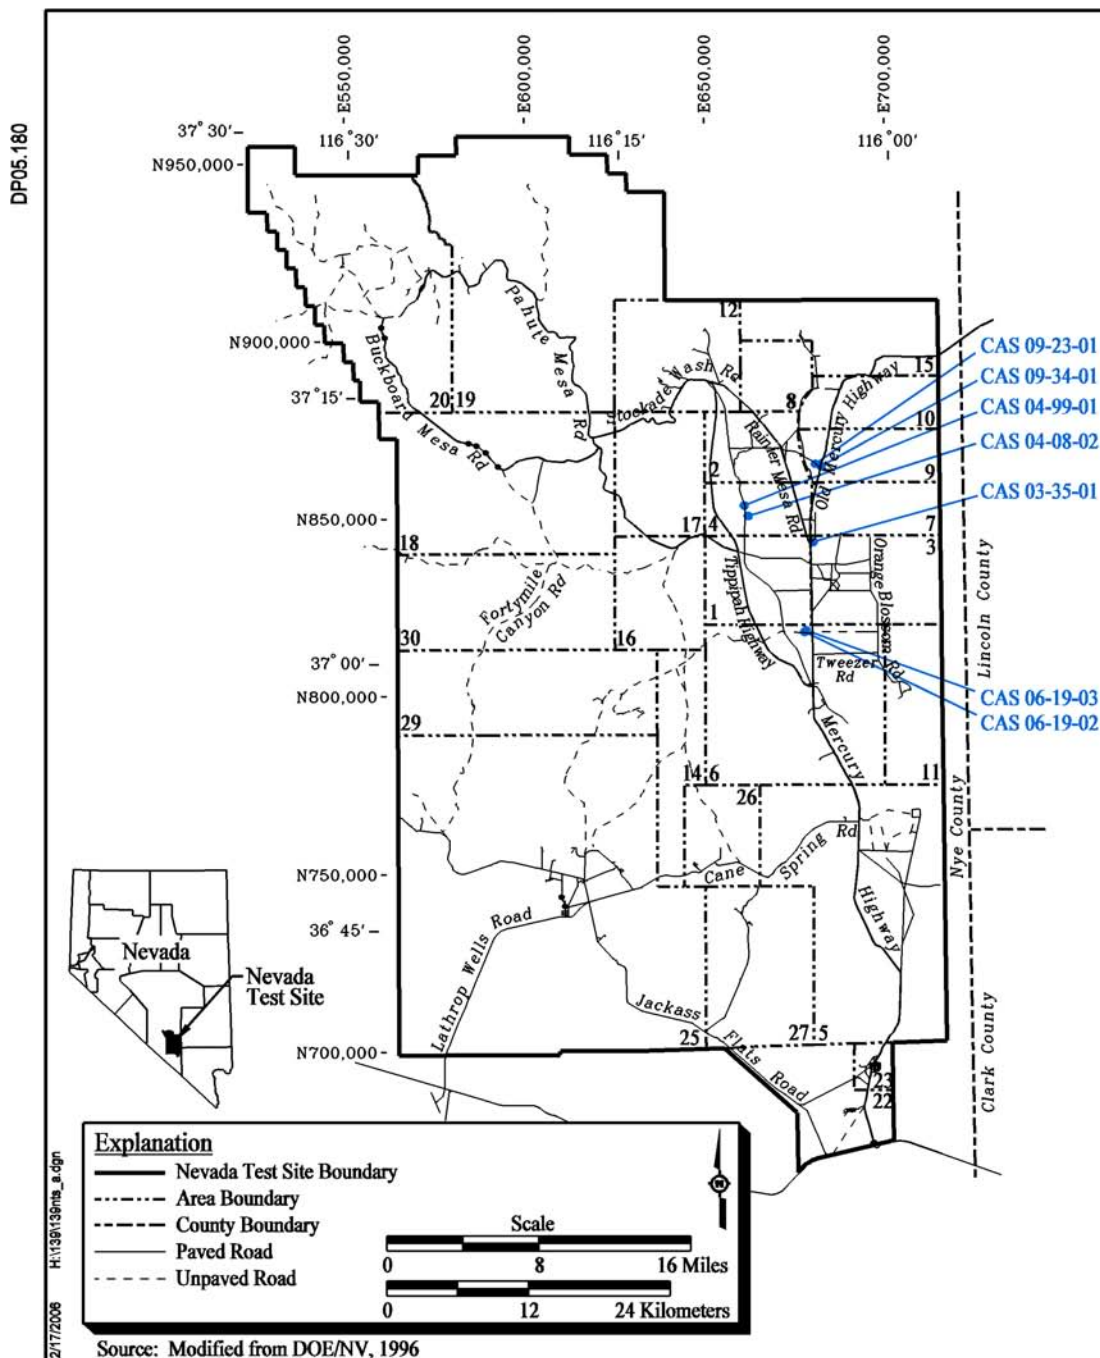 DP05.180
E550,000
E600,000
E650,000
E700,000
37° 30'
116° 30'
116° 15'
116° 00'
N950,000
12
CAS 09-23-01
N900,000
Pahute Mesa Rd
Buckboard Mesa Rd
Stockade Wash Rd
Old Mercury Highway
15
CAS 09-34-01
37° 15'
20
19
8
CAS 04-99-01
10
CAS 04-08-02
Rainier Mesa Rd
2
9
CAS 03-35-01
N850,000
17
4
7
3
18
Tippipah Highway
Orange Blossom Rd
Fortymile Canyon Rd
Lincoln County
1
30
16
37° 00'
Tweezer Rd
CAS 06-19-03
N800,000
CAS 06-19-02
29
Mercury Highway
14
6
26
11
Nye County
Cane Spring Rd
N750,000
36° 45'
Lathrop Wells Road
Nevada
Nevada
Test Site
Jackass Flats Road
Clark County
N700,000
25
27
5
23
22
Explanation
Nevada Test Site Boundary
Area Boundary
County Boundary
Paved Road
Unpaved Road
N
Scale
0 8 16 Miles
0 12 24 Kilometers
H:\139\139nts_a.dgn
2/17/2006
Source: Modified from DOE/NV, 1996